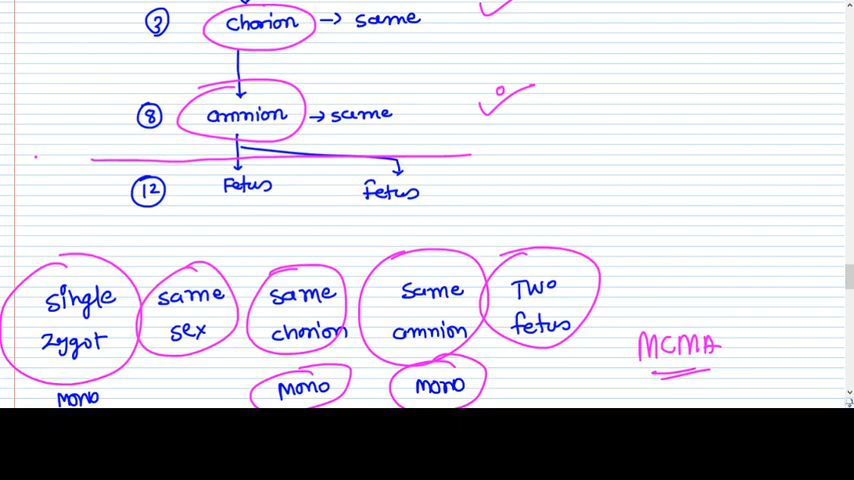 ③ chorion → same
⑧ amnion → same
⑫ Fetus fetus
single same same same Two
zygot sex chorion amnion fetus
MCMA
mono mono mono